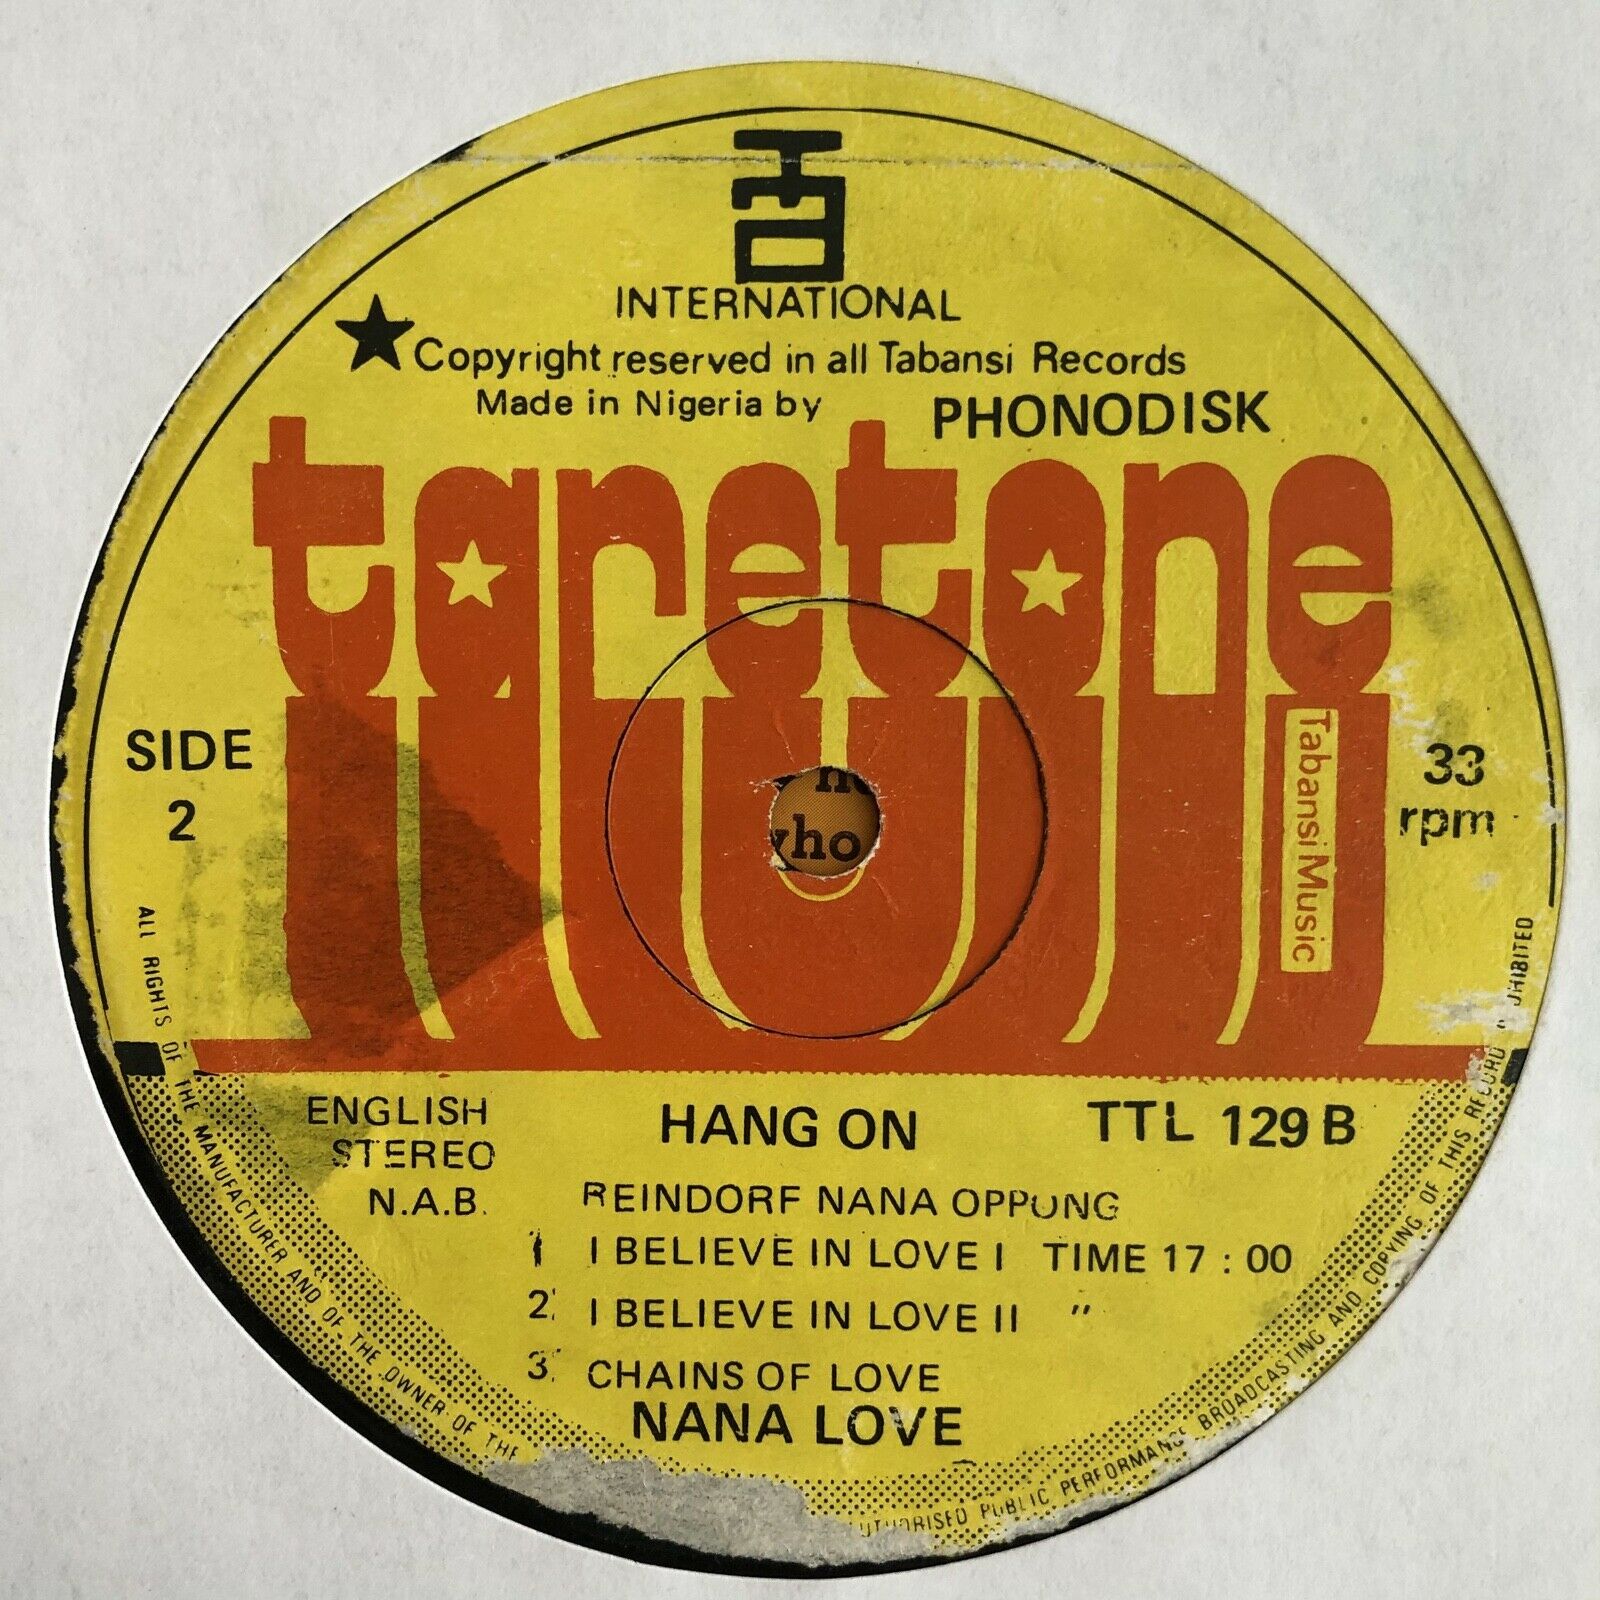 INTERNATIONAL
★Copyright reserved in all Tabansi Records
Made in Nigeria by PHONODISK
taretone
Tabansi Music
SIDE
2
33
rpm
yho
ENGLISH
STEREO
N.A.B.
HANG ON
TTL 129 B
REINDORF NANA OPPONG
1 I BELIEVE IN LOVE I TIME 17 : 00
2. I BELIEVE IN LOVE II "
3. CHAINS OF LOVE
NANA LOVE
ALL RIGHTS OF THE MANUFACTURER AND OF THE OWNER OF THE
UTHORISED PUBLIC PERFORMANCE BROADCASTING AND COPYING OF THIS RECORD PROHIBITED